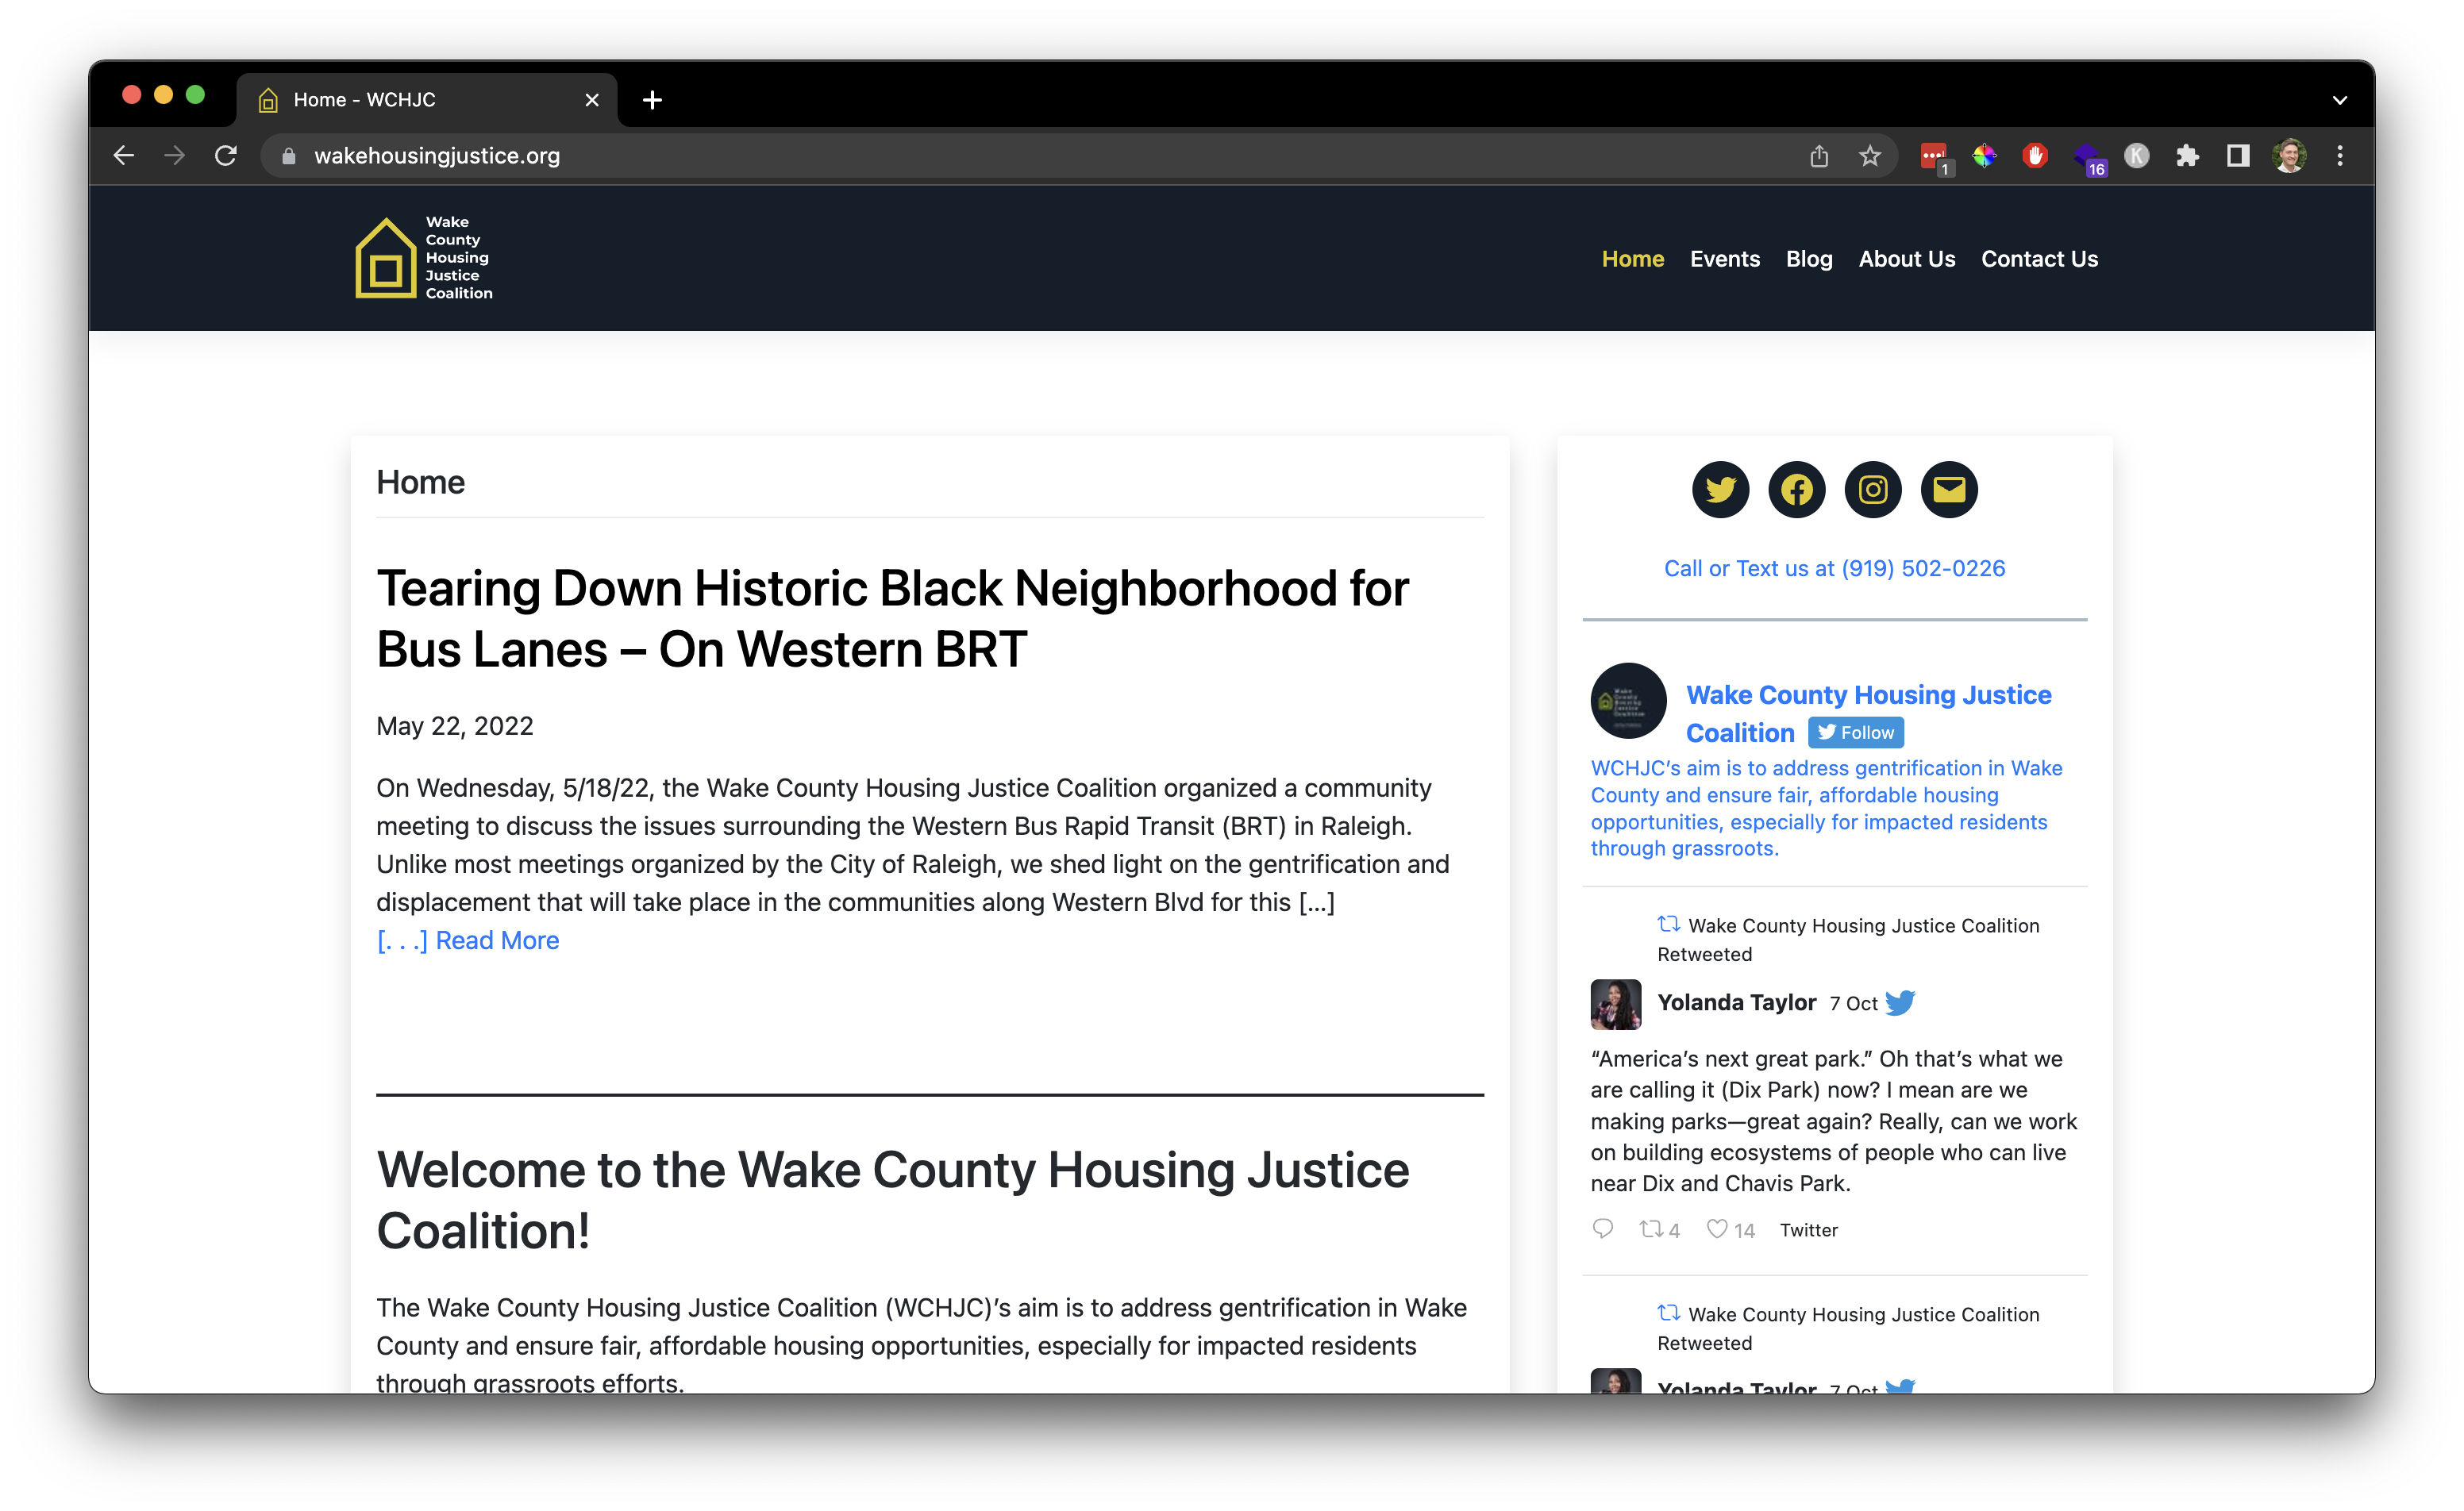 Home - WCHJC
wakehousingjustice.org
1
16
K
Wake
County
Housing
Justice
Coalition
Home Events Blog About Us Contact Us
Home
Tearing Down Historic Black Neighborhood for
Bus Lanes – On Western BRT
May 22, 2022
On Wednesday, 5/18/22, the Wake County Housing Justice Coalition organized a community
meeting to discuss the issues surrounding the Western Bus Rapid Transit (BRT) in Raleigh.
Unlike most meetings organized by the City of Raleigh, we shed light on the gentrification and
displacement that will take place in the communities along Western Blvd for this [...]
[. . .] Read More
Welcome to the Wake County Housing Justice
Coalition!
The Wake County Housing Justice Coalition (WCHJC)’s aim is to address gentrification in Wake
County and ensure fair, affordable housing opportunities, especially for impacted residents
through grassroots efforts.
Call or Text us at (919) 502-0226
Wake
County
Housing
Justice
Coalition
Wake County Housing Justice
Coalition Follow
WCHJC’s aim is to address gentrification in Wake
County and ensure fair, affordable housing
opportunities, especially for impacted residents
through grassroots.
Wake County Housing Justice Coalition
Retweeted
Yolanda Taylor 7 Oct
“America’s next great park.” Oh that’s what we
are calling it (Dix Park) now? I mean are we
making parks—great again? Really, can we work
on building ecosystems of people who can live
near Dix and Chavis Park.
4 14 Twitter
Wake County Housing Justice Coalition
Retweeted
Yolanda Taylor 7 Oct